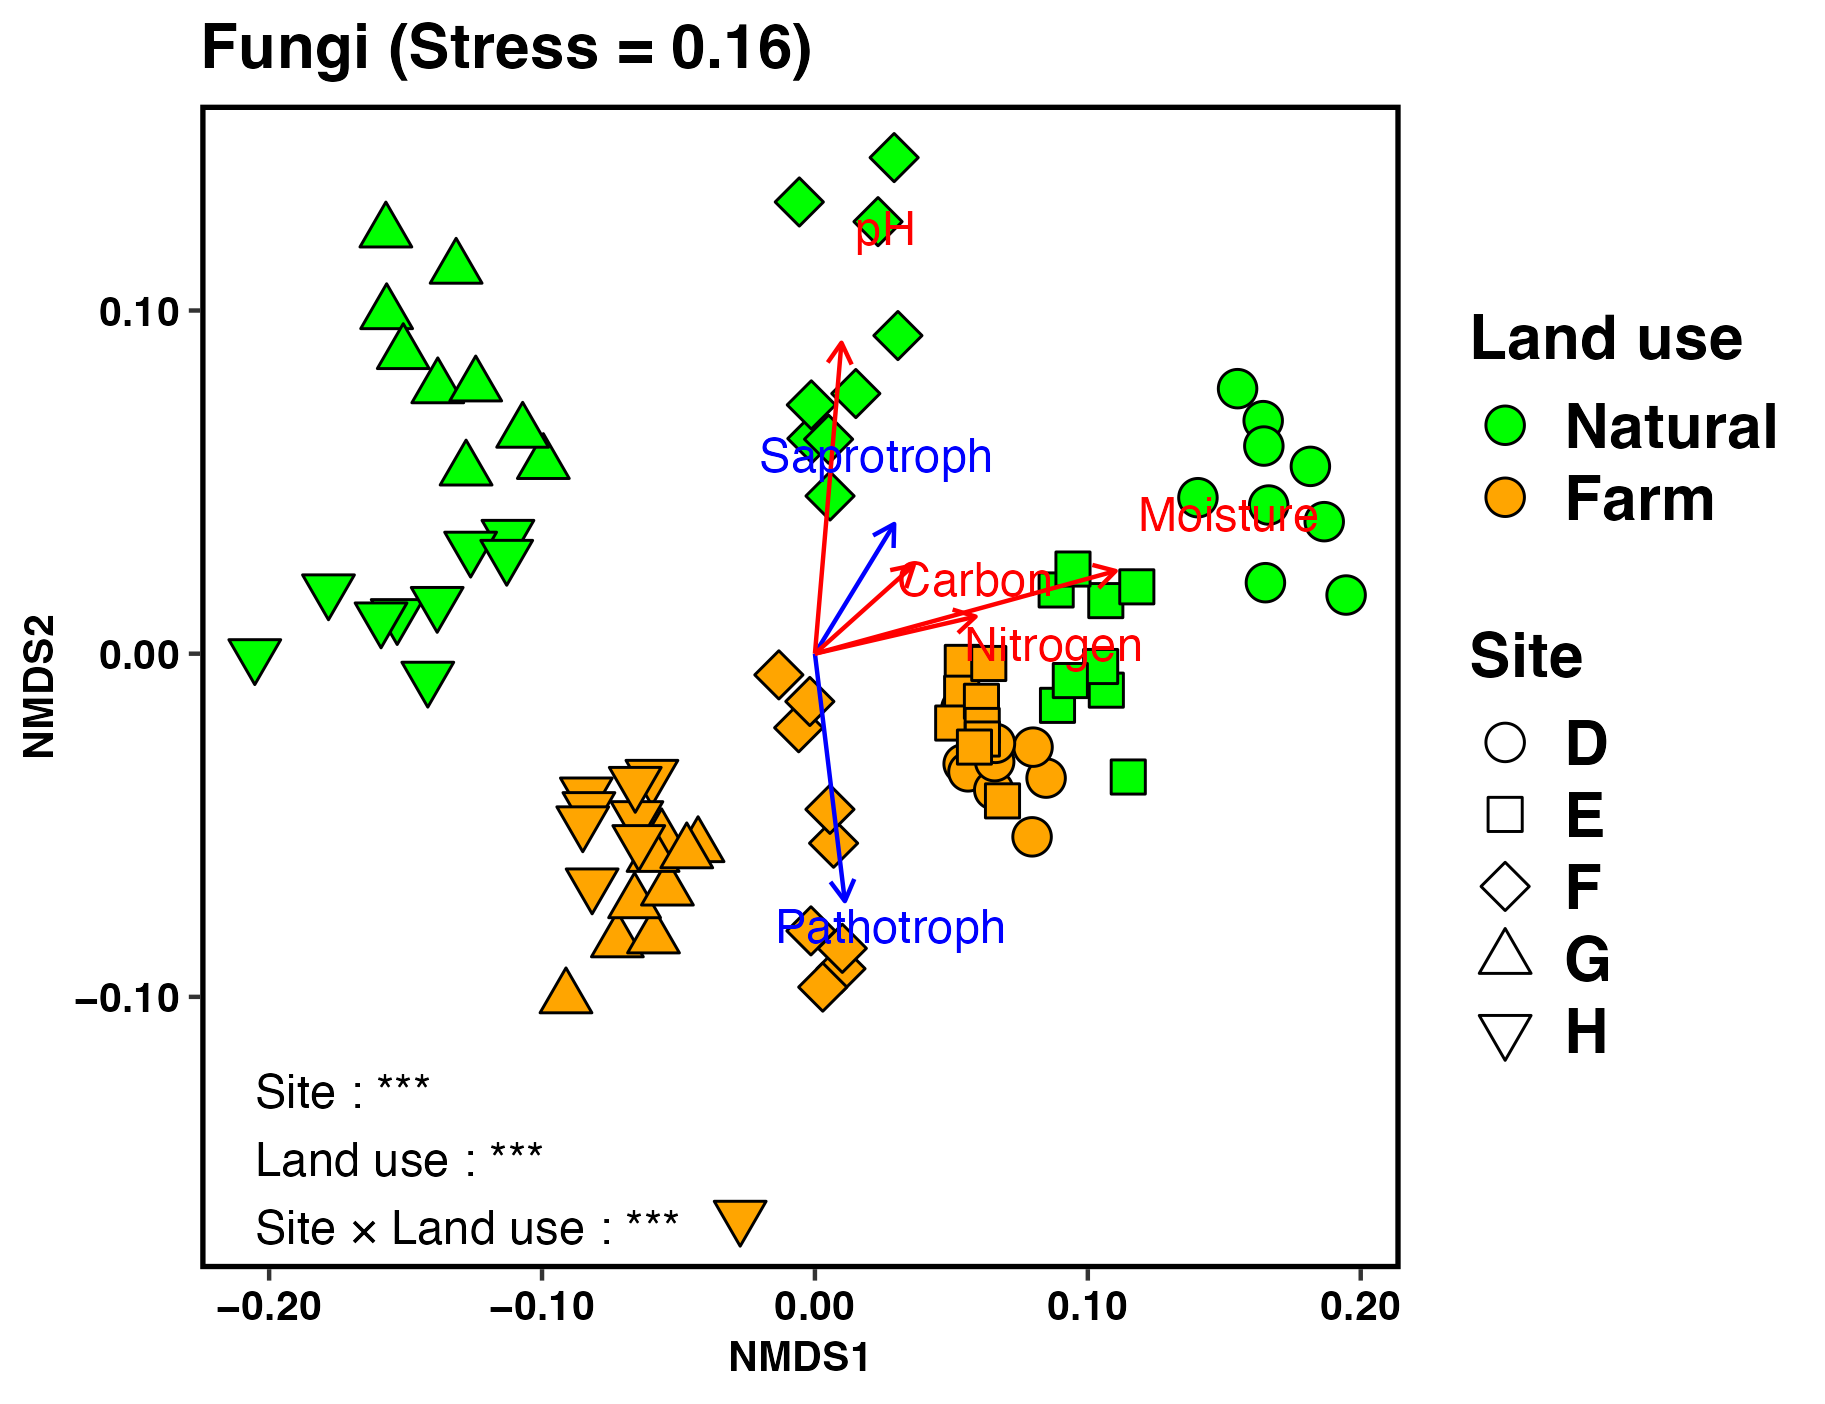 Fungi (Stress = 0.16)
pH
0.10
Land use
Natural
Farm
Saprotroph
Moisture
Carbon
Nitrogen
0.00
NMDS2
Site
D
E
F
G
H
Pathotroph
−0.10
Site : ***
Land use : ***
Site × Land use : ***
−0.20 −0.10 0.00 0.10 0.20
NMDS1